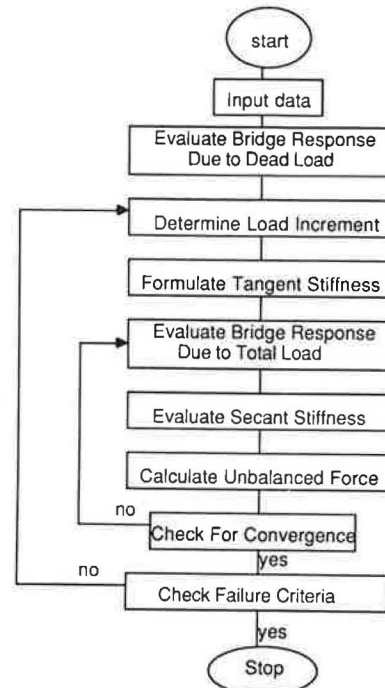 start
Input data
Evaluate Bridge Response
Due to Dead Load
Determine Load Increment
Formulate Tangent Stiffness
Evaluate Bridge Response
Due to Total Load
Evaluate Secant Stiffness
Calculate Unbalanced Force
no
Check For Convergence
yes
no
Check Failure Criteria
yes
Stop